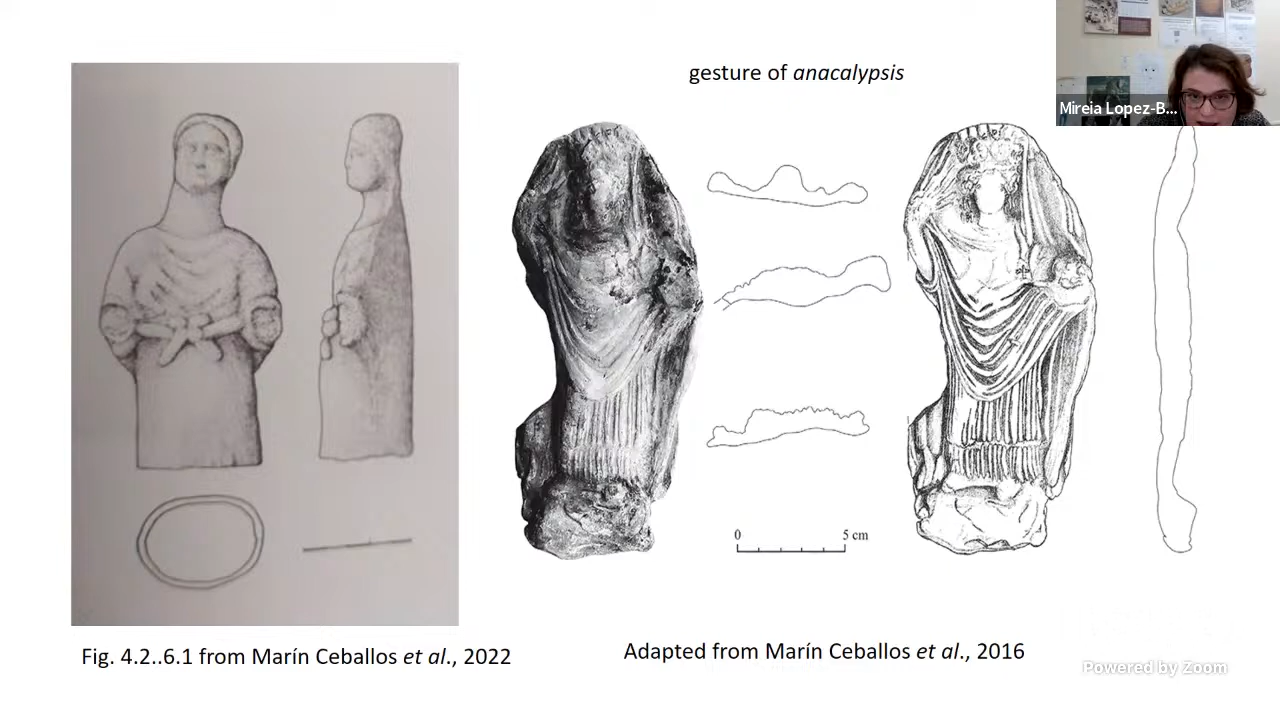 gesture of anacalypsis
Mireia Lopez-B...
0 5 cm
Fig. 4.2..6.1 from Marín Ceballos et al., 2022
Adapted from Marín Ceballos et al., 2016
Powered by Zoom